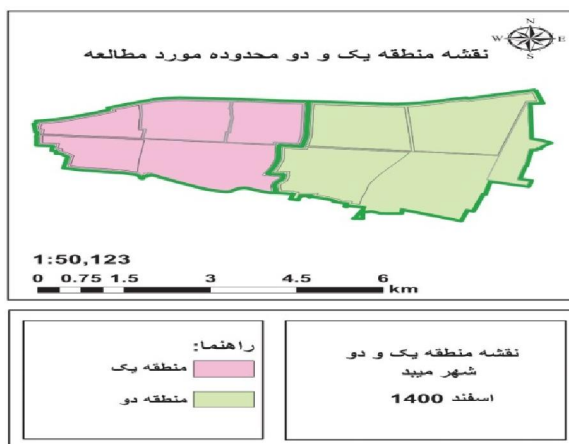 نقشه منطقه یک و دو محدوده مورد مطالعه
N
W E
S
1:50,123
0 0.75 1.5 3 4.5 6
km
راهنما:
منطقه یک
منطقه دو
نقشه منطقه یک و دو
شهر میبد
اسفند 1400